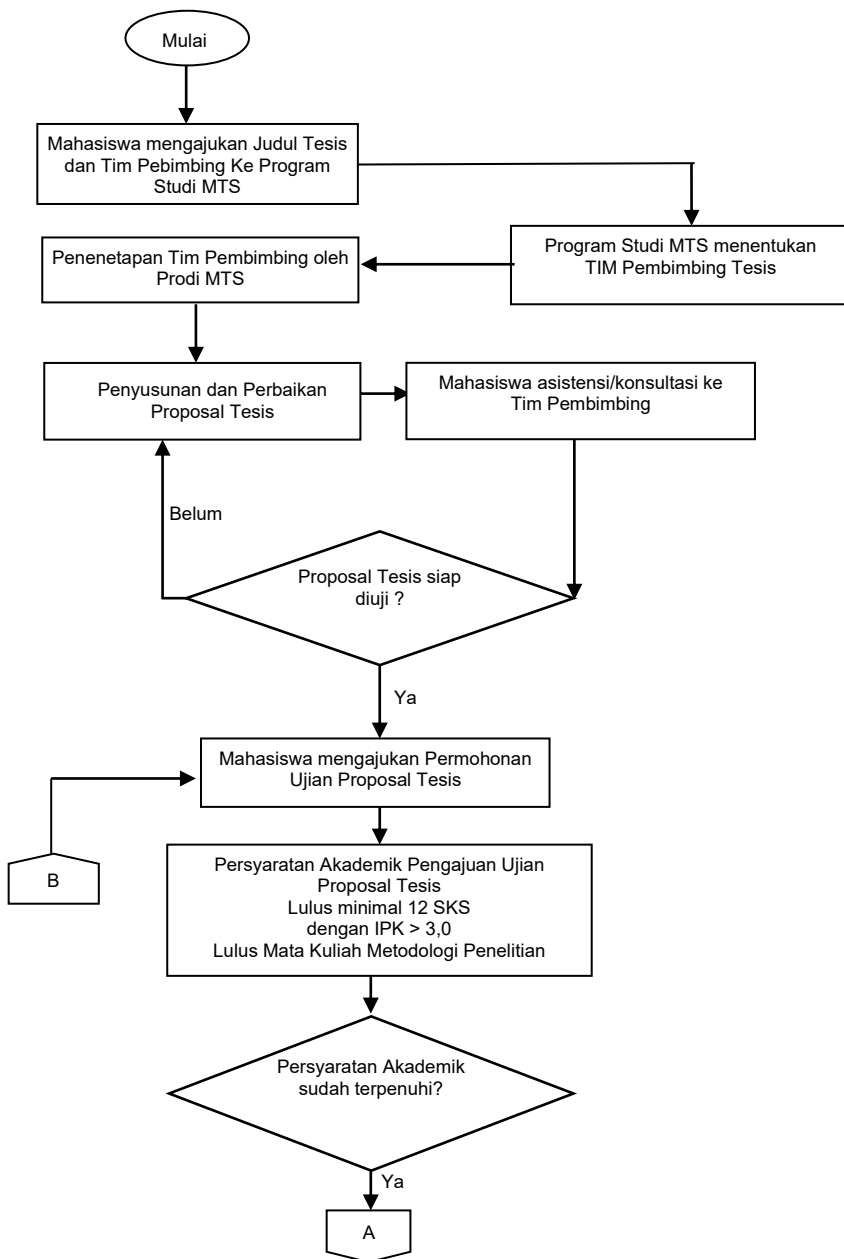 Mulai
Mahasiswa mengajukan Judul Tesis
dan Tim Pebimbing Ke Program
Studi MTS
Program Studi MTS menentukan
TIM Pembimbing Tesis
Penenetapan Tim Pembimbing oleh
Prodi MTS
Penyusunan dan Perbaikan
Proposal Tesis
Mahasiswa asistensi/konsultasi ke
Tim Pembimbing
Belum
Proposal Tesis siap
diuji ?
Ya
Mahasiswa mengajukan Permohonan
Ujian Proposal Tesis
B
Persyaratan Akademik Pengajuan Ujian
Proposal Tesis
Lulus minimal 12 SKS
dengan IPK > 3,0
Lulus Mata Kuliah Metodologi Penelitian
Persyaratan Akademik
sudah terpenuhi?
Ya
A